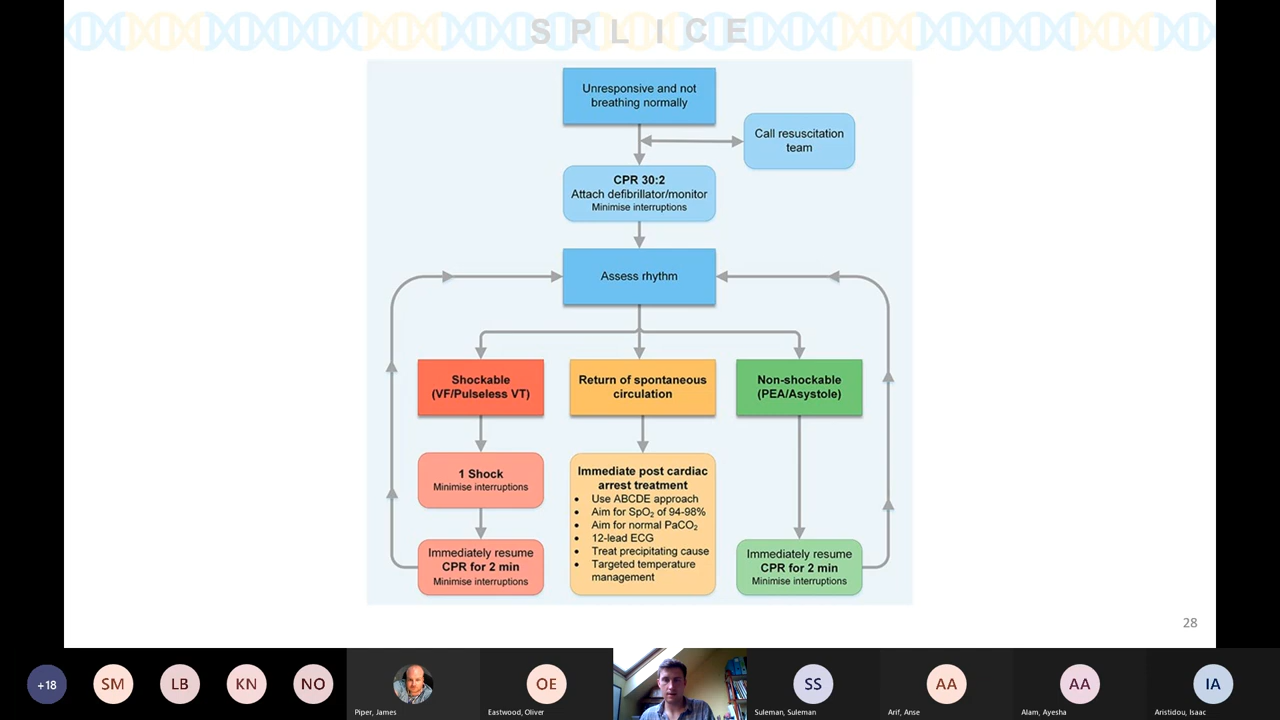 SPLICE
Unresponsive and not
breathing normally
Call resuscitation
team
CPR 30:2
Attach defibrillator/monitor
Minimise interruptions
Assess rhythm
Shockable
(VF/Pulseless VT)
Return of spontaneous
circulation
Non-shockable
(PEA/Asystole)
1 Shock
Minimise interruptions
Immediate post cardiac
arrest treatment
• Use ABCDE approach
• Aim for SpO₂ of 94-98%
• Aim for normal PaCO₂
• 12-lead ECG
• Treat precipitating cause
• Targeted temperature
management
Immediately resume
CPR for 2 min
Minimise interruptions
Immediately resume
CPR for 2 min
Minimise interruptions
28
+18
SM
LB
KN
NO
Piper, James
OE
Eastwood, Oliver
SS
Suleman, Suleman
AA
Arif, Anse
AA
Alam, Ayesha
IA
Aristidou, Isaac